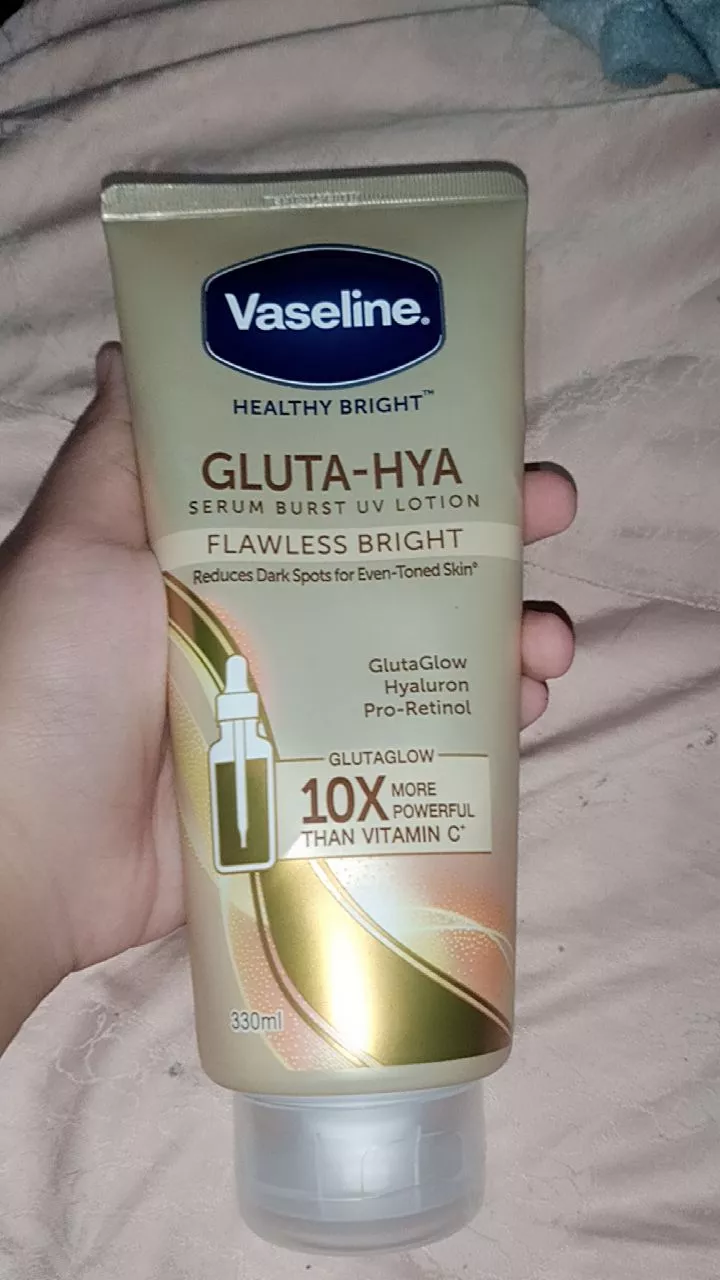 Vaseline.
HEALTHY BRIGHT™
GLUTA-HYA
SERUM BURST UV LOTION
FLAWLESS BRIGHT
Reduces Dark Spots for Even-Toned Skin°
GlutaGlow
Hyaluron
Pro-Retinol
GLUTAGLOW
10X MORE
POWERFUL
THAN VITAMIN C⁺
330ml